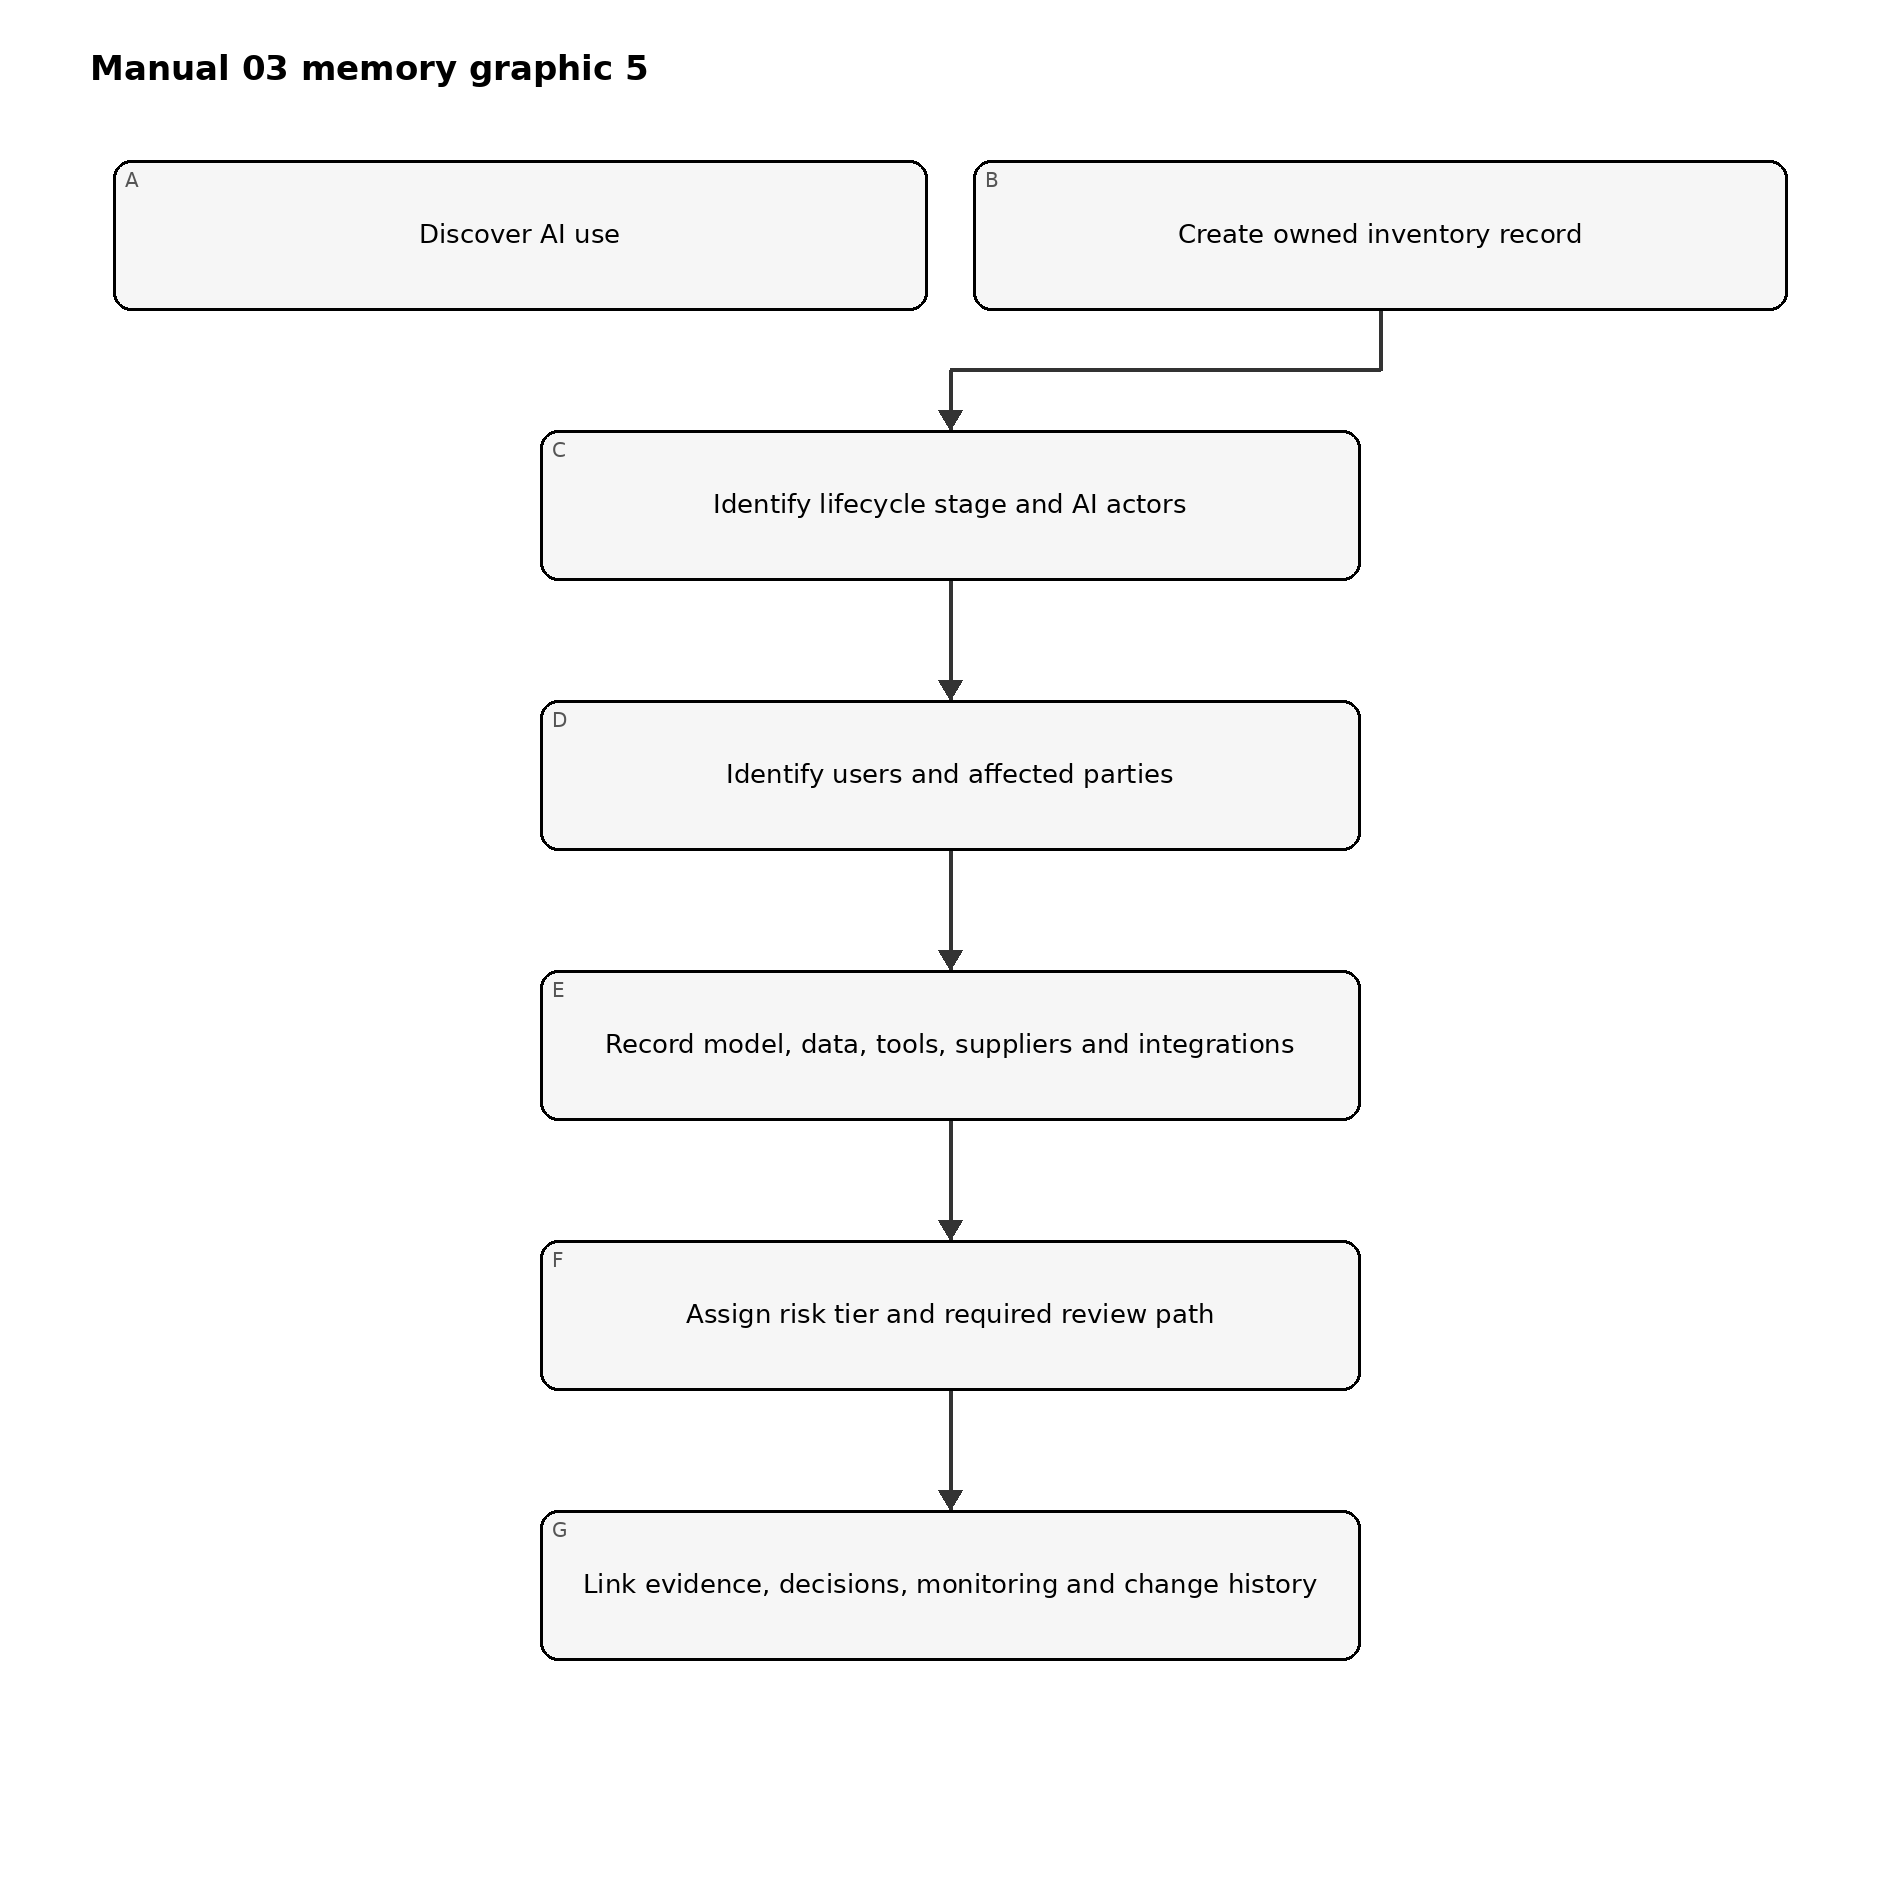 Manual 03 memory graphic 5
A
Discover AI use
B
Create owned inventory record
C
Identify lifecycle stage and AI actors
D
Identify users and affected parties
E
Record model, data, tools, suppliers and integrations
F
Assign risk tier and required review path
G
Link evidence, decisions, monitoring and change history